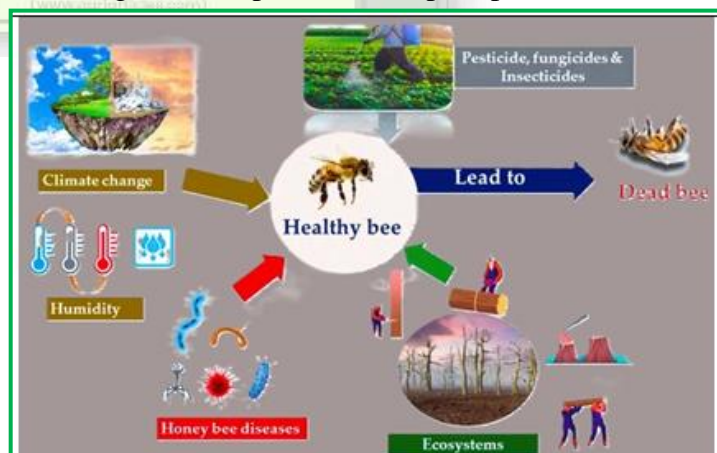 Pesticide, fungicides &
Insecticides
Climate change
Lead to
Dead bee
Healthy bee
Humidity
Honey bee diseases
Ecosystems